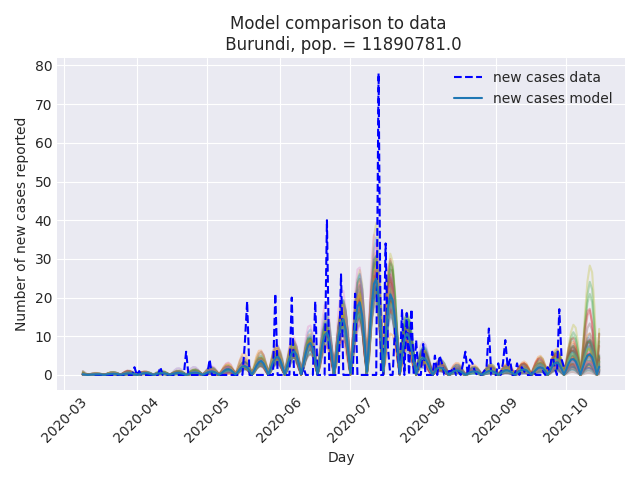 Model comparison to data
Burundi, pop. = 11890781.0
new cases data
new cases model
Number of new cases reported
80
70
60
50
40
30
20
10
0
2020-03
2020-04
2020-05
2020-06
2020-07
2020-08
2020-09
2020-10
Day